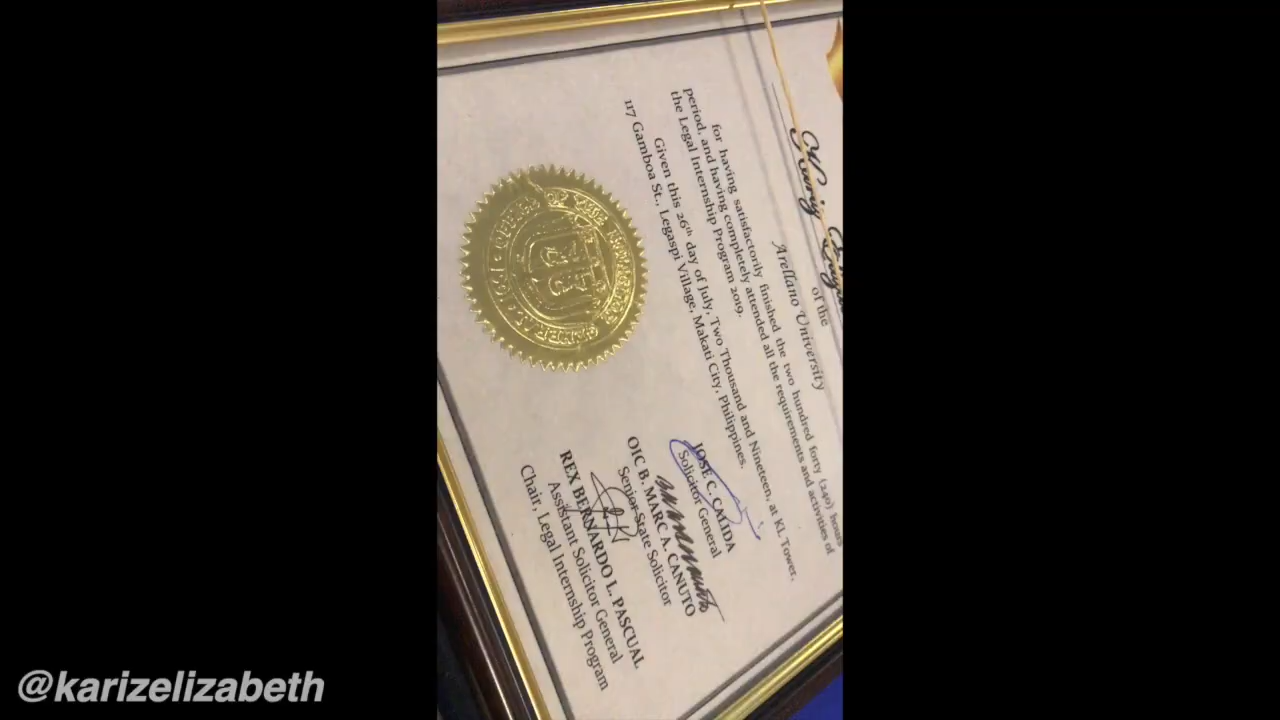 Arellano University
of the
for having satisfactorily finished the two hundred forty (240) hours
period, and having completely attended all the requirements and activities of
the Legal Internship Program 2019.
Given this 26th day of July, Two Thousand and Nineteen, at KL Tower,
117 Gamboa St., Legaspi Village, Makati City, Philippines.
JOSE C. CALIDA
Solicitor General
OIC B. MARC A. CANUTO
Senior State Solicitor
REX BERNARDO L. PASCUAL
Assistant Solicitor General
Chair, Legal Internship Program
@karizelizabeth